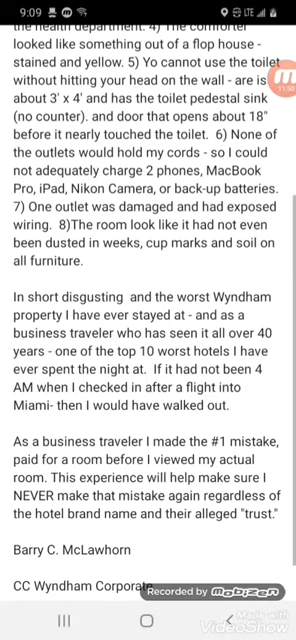 9:09
LTE
the health department. 4) The comforter
looked like something out of a flop house -
stained and yellow. 5) Yo cannot use the toilet
without hitting your head on the wall - are is
about 3' x 4' and has the toilet pedestal sink
11:50
(no counter). and door that opens about 18"
before it nearly touched the toilet. 6) None of
the outlets would hold my cords - so I could
not adequately charge 2 phones, MacBook
Pro, iPad, Nikon Camera, or back-up batteries.
7) One outlet was damaged and had exposed
wiring. 8)The room look like it had not even
been dusted in weeks, cup marks and soil on
all furniture.
In short disgusting and the worst Wyndham
property I have ever stayed at - and as a
business traveler who has seen it all over 40
years - one of the top 10 worst hotels I have
ever spent the night at. If it had not been 4
AM when I checked in after a flight into
Miami- then I would have walked out.
As a business traveler I made the #1 mistake,
paid for a room before I viewed my actual
room. This experience will help make sure I
NEVER make that mistake again regardless of
the hotel brand name and their alleged "trust."
Barry C. McLawhorn
CC Wyndham Corporate
Recorded by mobizen
Made with
VideoShow